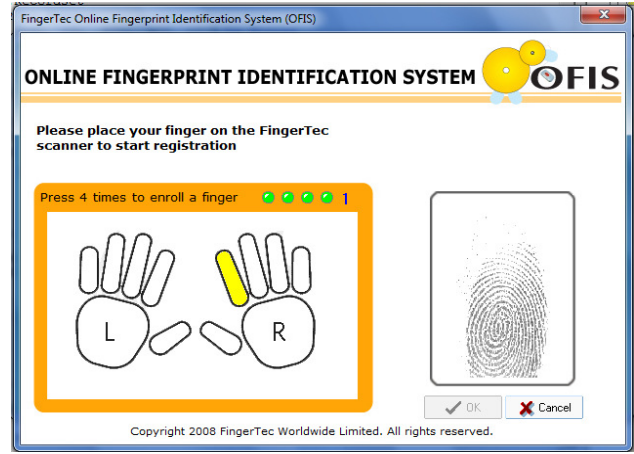 FingerTec Online Fingerprint Identification System (OFIS)
ONLINE FINGERPRINT IDENTIFICATION SYSTEM
OFIS
Please place your finger on the FingerTec
scanner to start registration
Press 4 times to enroll a finger 1
L
R
OK
Cancel
Copyright 2008 FingerTec Worldwide Limited. All rights reserved.